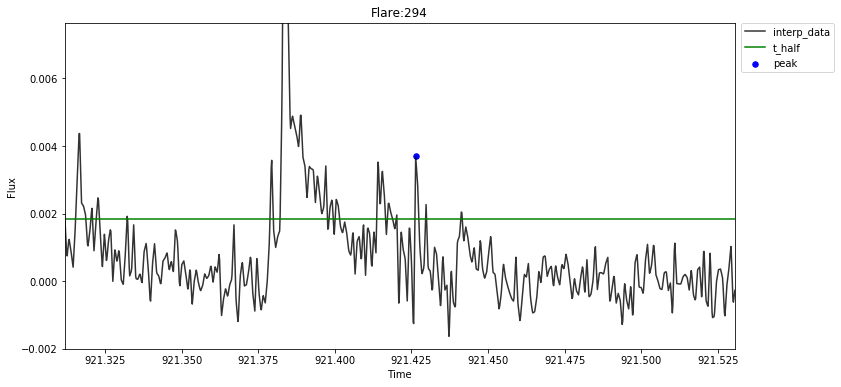 Flare:294
interp_data
t_half
peak
Flux
0.006
0.004
0.002
0.000
−0.002
921.325
921.350
921.375
921.400
921.425
921.450
921.475
921.500
921.525
Time